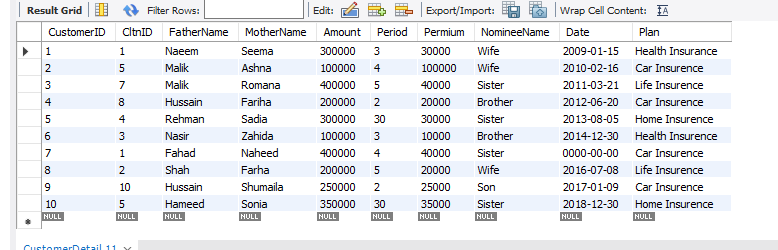 Result Grid Filter Rows: Edit: Export/Import: Wrap Cell Content: IA
CustomerID CltnID FatherName MotherName Amount Period Permium NomineeName Date Plan
1 1 Naeem Seema 300000 3 30000 Wife 2009-01-15 Health Insurance
2 5 Malik Ashna 100000 4 100000 Wife 2010-02-16 Car Insurence
3 7 Malik Romana 400000 5 40000 Sister 2011-03-21 Life Insurence
4 8 Hussain Fariha 200000 2 20000 Brother 2012-06-20 Car Insurence
5 4 Rehman Sadia 300000 30 30000 Sister 2013-08-05 Home Insurence
6 3 Nasir Zahida 100000 3 10000 Brother 2014-12-30 Health Insurence
7 1 Fahad Naheed 400000 4 40000 Sister 0000-00-00 Car Insurence
8 2 Shah Farha 200000 5 20000 Wife 2016-07-08 Life Insurence
9 10 Hussain Shumaila 250000 2 25000 Son 2017-01-09 Car Insurence
10 5 Hameed Sonia 350000 30 35000 Sister 2018-12-30 Home Insurence
NULL NULL NULL NULL NULL NULL NULL NULL NULL NULL
CustomerDetail 11